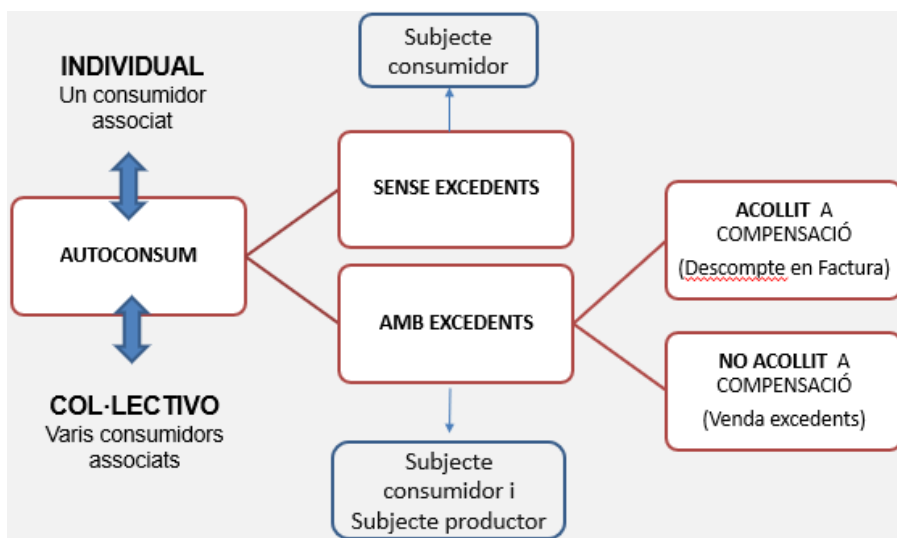 INDIVIDUAL
Un consumidor
associat
AUTOCONSUM
COL·LECTIVO
Varis consumidors
associats
Subjecte
consumidor
SENSE EXCEDENTS
AMB EXCEDENTS
Subjecte
consumidor i
Subjecte productor
ACOLLIT A
COMPENSACIÓ
(Descompte en Factura)
NO ACOLLIT A
COMPENSACIÓ
(Venda excedents)